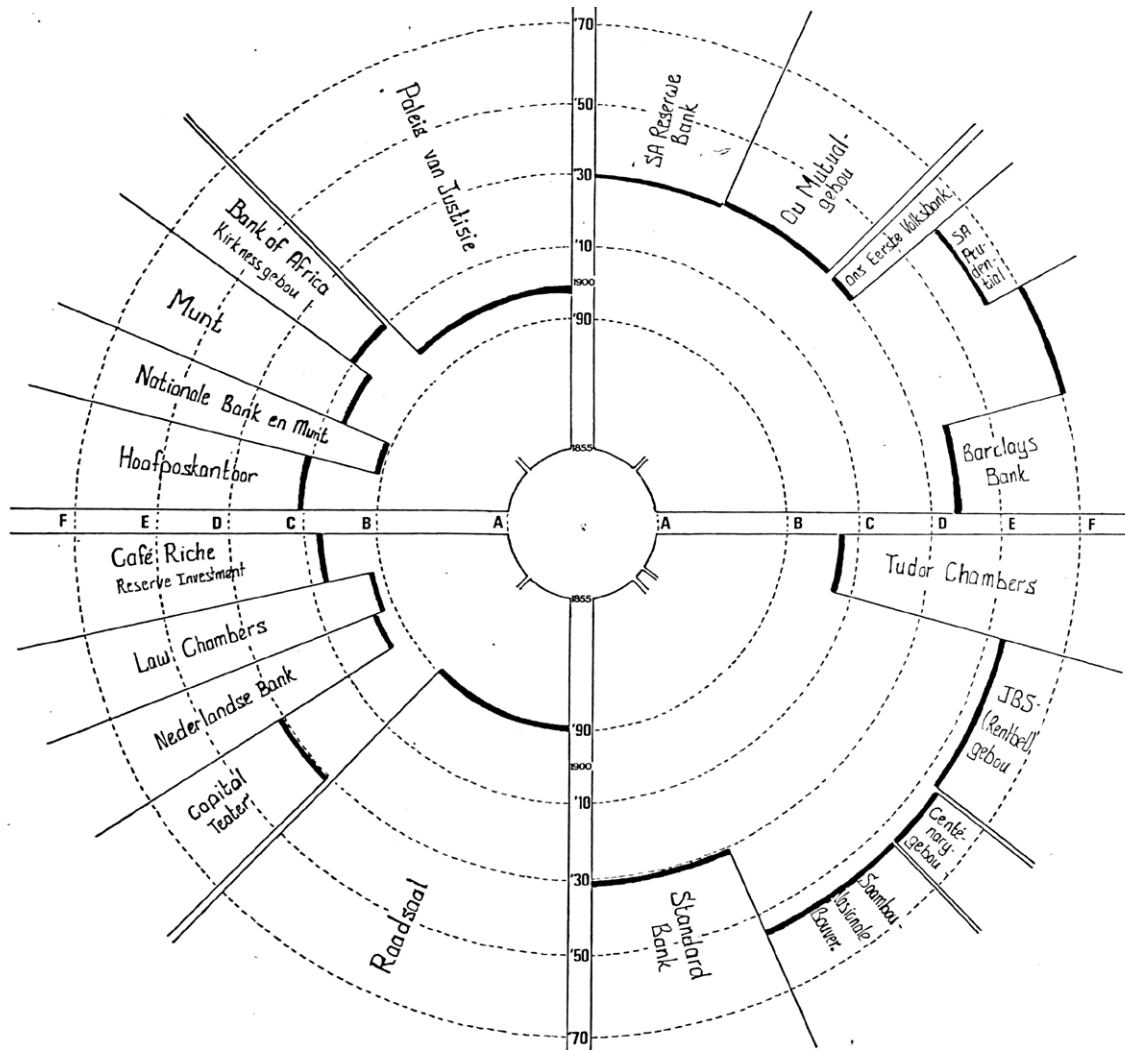 '70
'50
'30
'10
1900
'90
1855
Paleis van Justisie
SA Reserwe
Bank
Ou Mutual-
gebou
Ons Eerste Volksbank!
SA
Pru-
den-
tial
Barclays
Bank
Bank of Africa
Kirknessgebou
Munt
Nationale Bank en Munt
Hoofposkantoor
F E D C B A
A B C D E F
Café Riche
Reserve Investment
Law Chambers
Nederlandse Bank
Capital
Teater
Raadsaal
Tudor Chambers
JBS-
(Rentbel)
gebou
Centé-
nary-
gebou
Saambou
Nasionale
Bouver.
Standard
Bank
1855
'90
1900
'10
'30
'50
'70